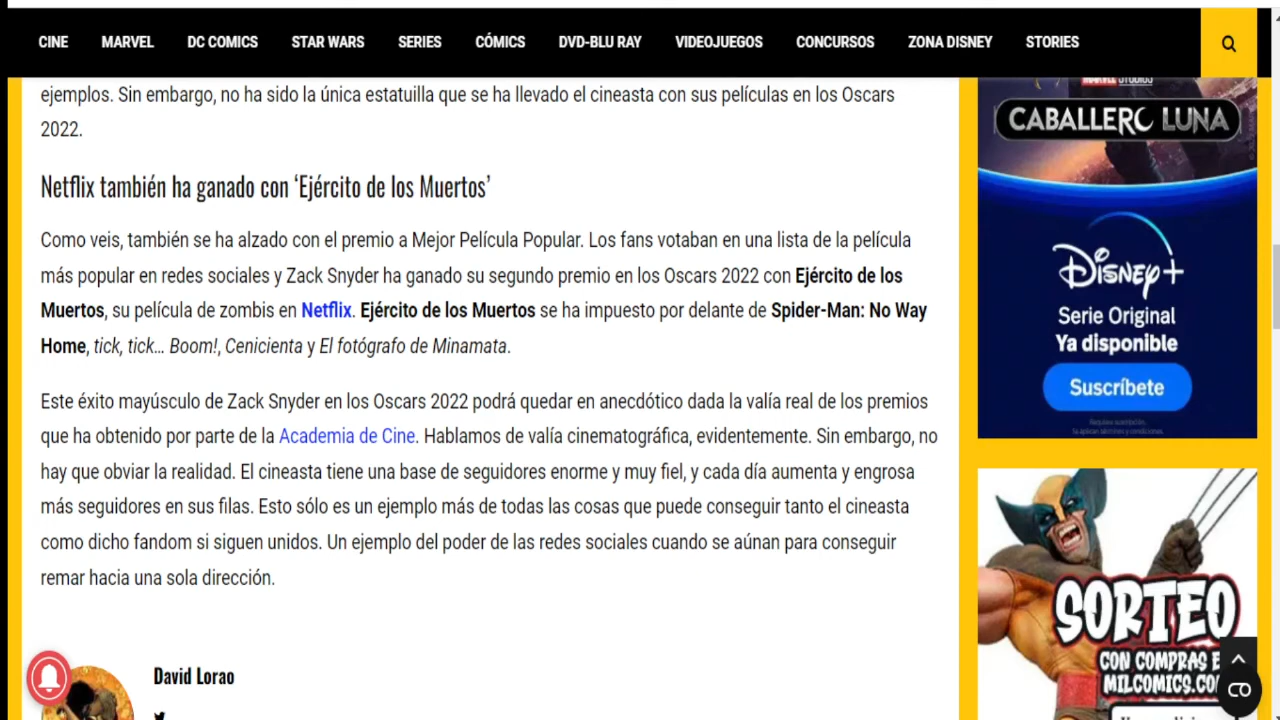 CINE MARVEL DC COMICS STAR WARS SERIES CÓMICS DVD-BLU RAY VIDEOJUEGOS CONCURSOS ZONA DISNEY STORIES
ejemplos. Sin embargo, no ha sido la única estatuilla que se ha llevado el cineasta con sus películas en los Oscars
2022.
Netflix también ha ganado con ‘Ejército de los Muertos’
Como veis, también se ha alzado con el premio a Mejor Película Popular. Los fans votaban en una lista de la película
más popular en redes sociales y Zack Snyder ha ganado su segundo premio en los Oscars 2022 con Ejército de los
Muertos, su película de zombis en Netflix. Ejército de los Muertos se ha impuesto por delante de Spider-Man: No Way
Home, tick, tick… Boom!, Cenicienta y El fotógrafo de Minamata.
Este éxito mayúsculo de Zack Snyder en los Oscars 2022 podrá quedar en anecdótico dada la valía real de los premios
que ha obtenido por parte de la Academia de Cine. Hablamos de valía cinematográfica, evidentemente. Sin embargo, no
hay que obviar la realidad. El cineasta tiene una base de seguidores enorme y muy fiel, y cada día aumenta y engrosa
más seguidores en sus filas. Esto sólo es un ejemplo más de todas las cosas que puede conseguir tanto el cineasta
como dicho fandom si siguen unidos. Un ejemplo del poder de las redes sociales cuando se aúnan para conseguir
remar hacia una sola dirección.
David Lorao
MARVEL STUDIOS
CABALLERO LUNA
Disney+
Serie Original
Ya disponible
Suscríbete
SORTEO
CON COMPRAS E
MILCOMICS.CO